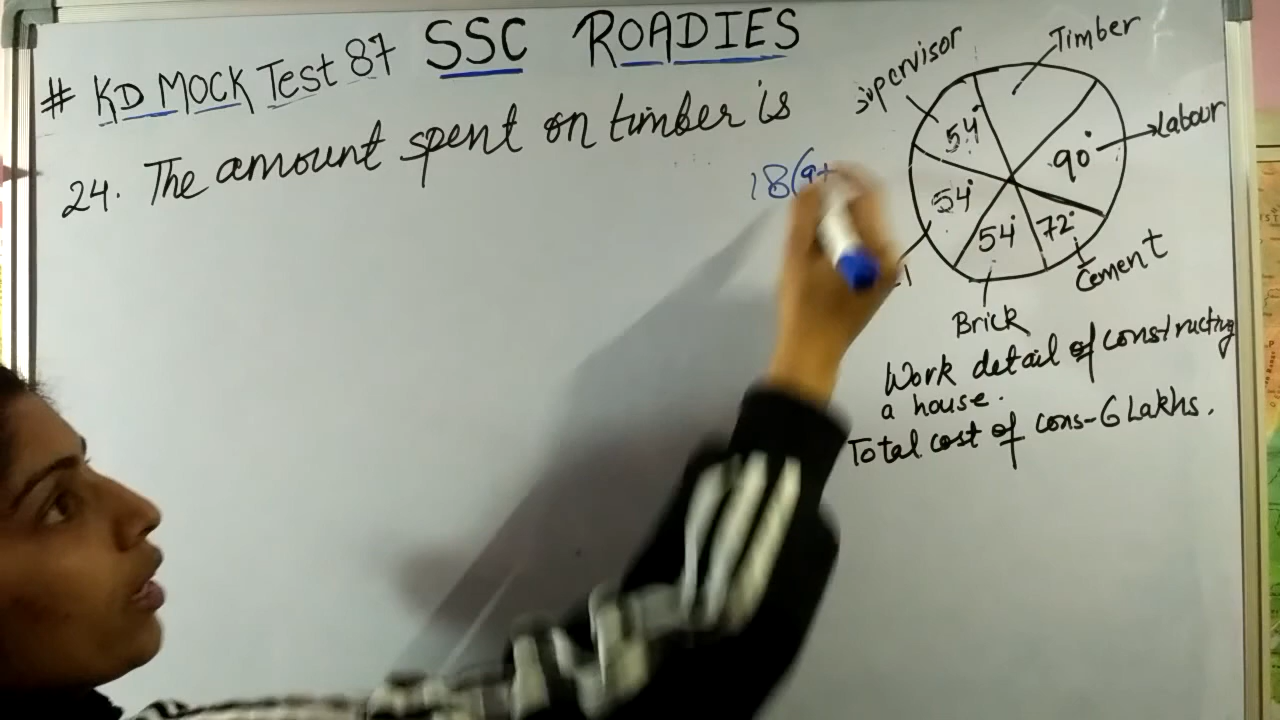 # KD MOCK Test 87 SSC ROADIES
24. The amount spent on timber is
18(9+
Supervisor
Timber
Labour
Cement
Brick
54°
90°
54°
54°
72°
Work detail of constructing
a house.
Total cost of cons-6 Lakhs.